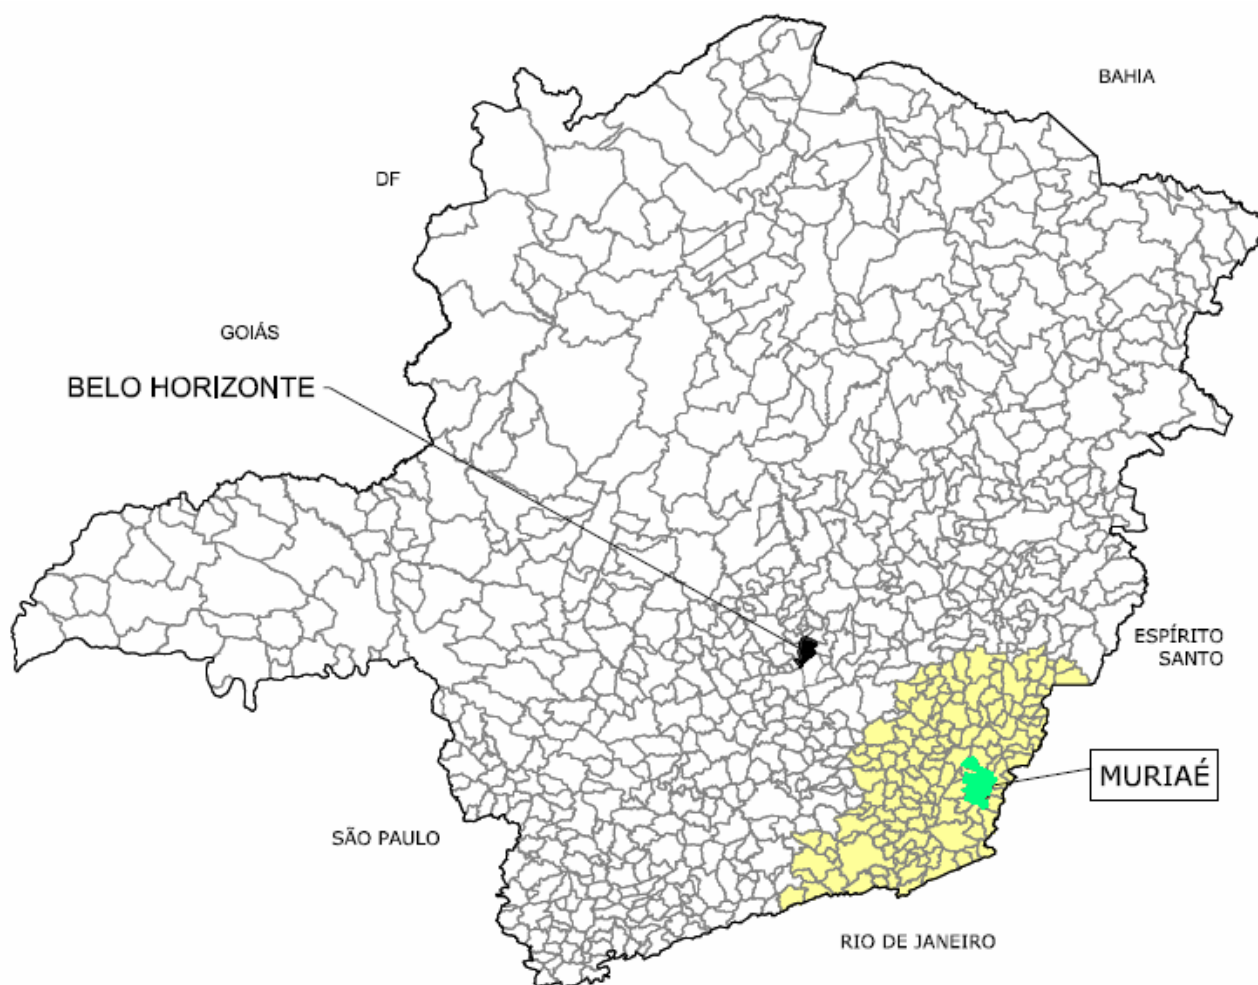 BAHIA
DF
GOIÁS
BELO HORIZONTE
ESPÍRITO
SANTO
MURIAÉ
SÃO PAULO
RIO DE JANEIRO